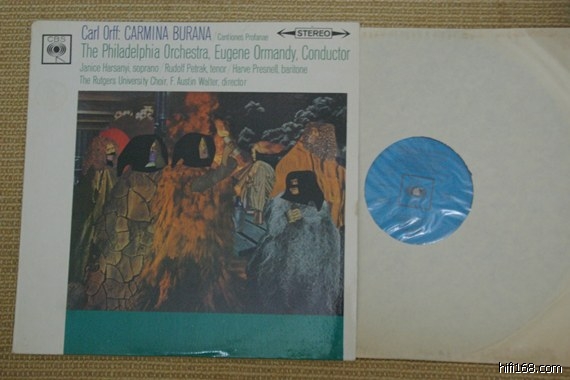 CBS
Carl Orff: CARMINA BURANA Cantiones Profanae
STEREO
The Philadelphia Orchestra, Eugene Ormandy, Conductor
Janice Harsanyi, soprano · Rudolf Petrak, tenor · Harve Presnell, baritone
The Rutgers University Choir, F. Austin Walter, director
hifi168.com